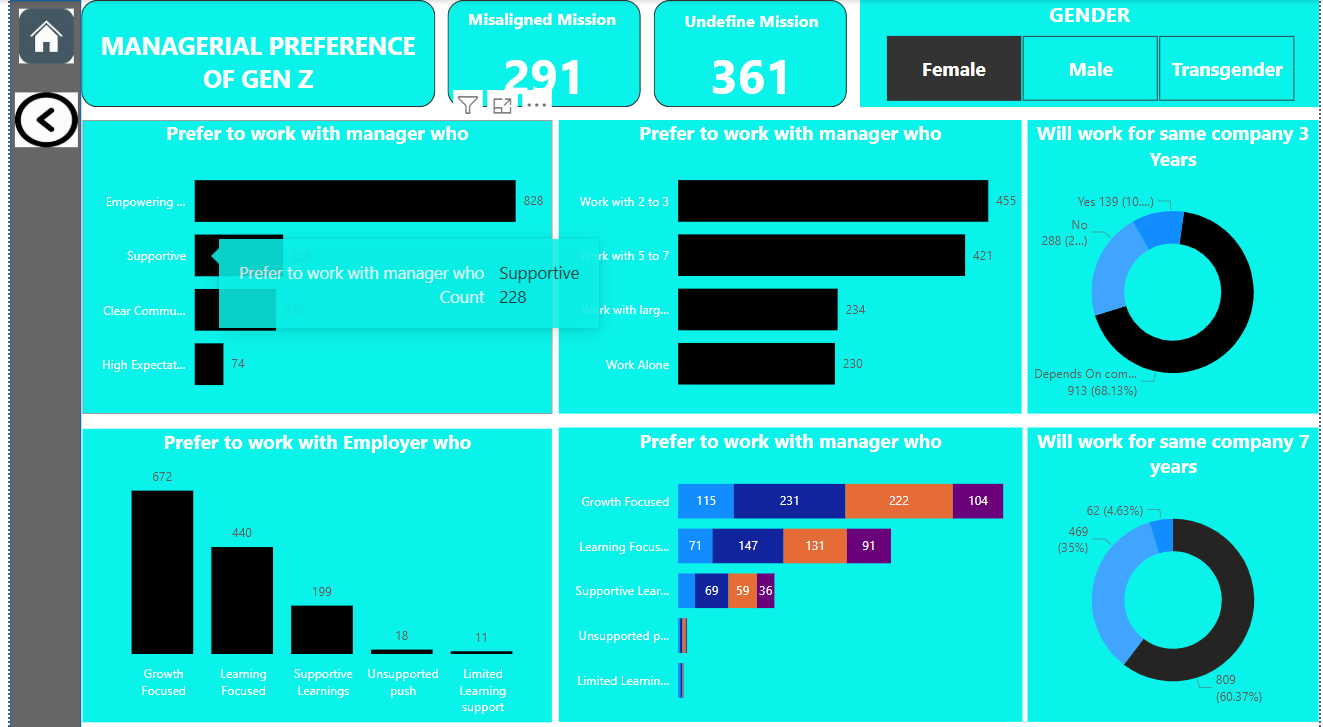 MANAGERIAL PREFERENCE
OF GEN Z
Misaligned Mission
291
Undefine Mission
361
GENDER
Female
Male
Transgender
Prefer to work with manager who
Empowering ...
828
Supportive
228
Clear Commu...
210
High Expectat...
74
Prefer to work with manager who Supportive
Count 228
Prefer to work with manager who
Work with 2 to 3
455
Work with 5 to 7
421
Work with larg...
234
Work Alone
230
Will work for same company 3
Years
Yes 139 (10....)
No
288 (2...)
Depends On com...
913 (68.13%)
Prefer to work with Employer who
672
440
199
18
11
Growth
Focused
Learning
Focused
Supportive
Learnings
Unsupported
push
Limited
Learning
support
Prefer to work with manager who
Growth Focused 115 231 222 104
Learning Focus... 71 147 131 91
Supportive Lear... 69 59 36
Unsupported p...
Limited Learnin...
Will work for same company 7
years
62 (4.63%)
469
(35%)
809
(60.37%)